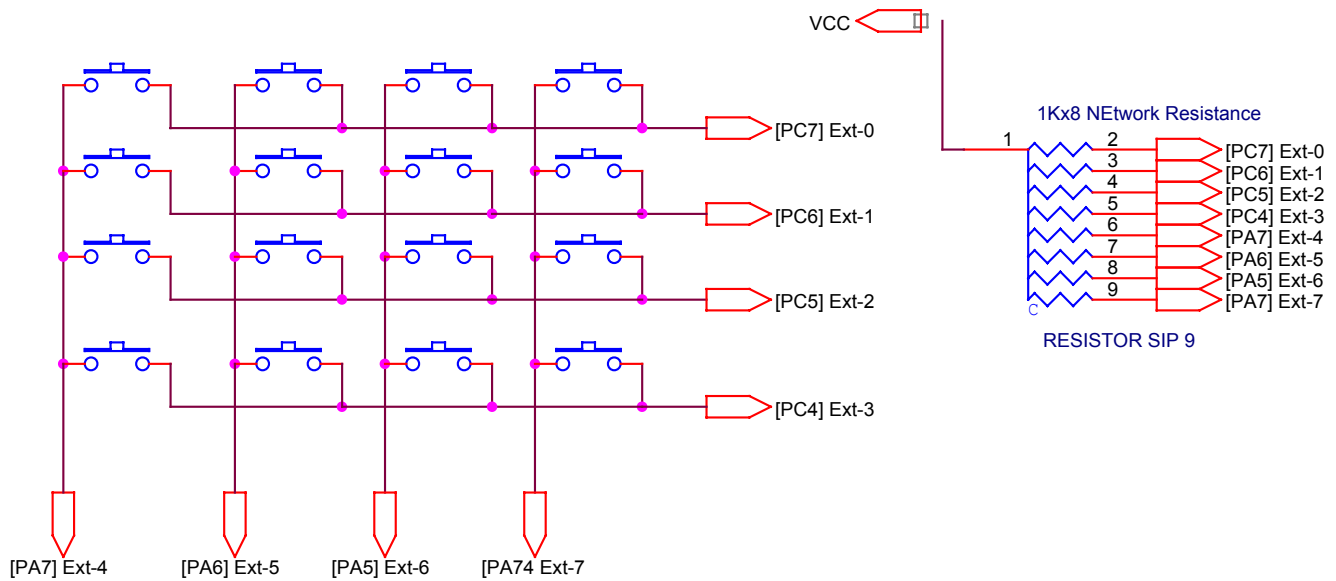 VCC
[PC7] Ext-0
[PC6] Ext-1
[PC5] Ext-2
[PC4] Ext-3
[PA7] Ext-4
[PA6] Ext-5
[PA5] Ext-6
[PA74 Ext-7
1Kx8 NEtwork Resistance
1
2
[PC7] Ext-0
3
[PC6] Ext-1
4
[PC5] Ext-2
5
[PC4] Ext-3
6
[PA7] Ext-4
7
[PA6] Ext-5
8
[PA5] Ext-6
9
[PA7] Ext-7
C
RESISTOR SIP 9